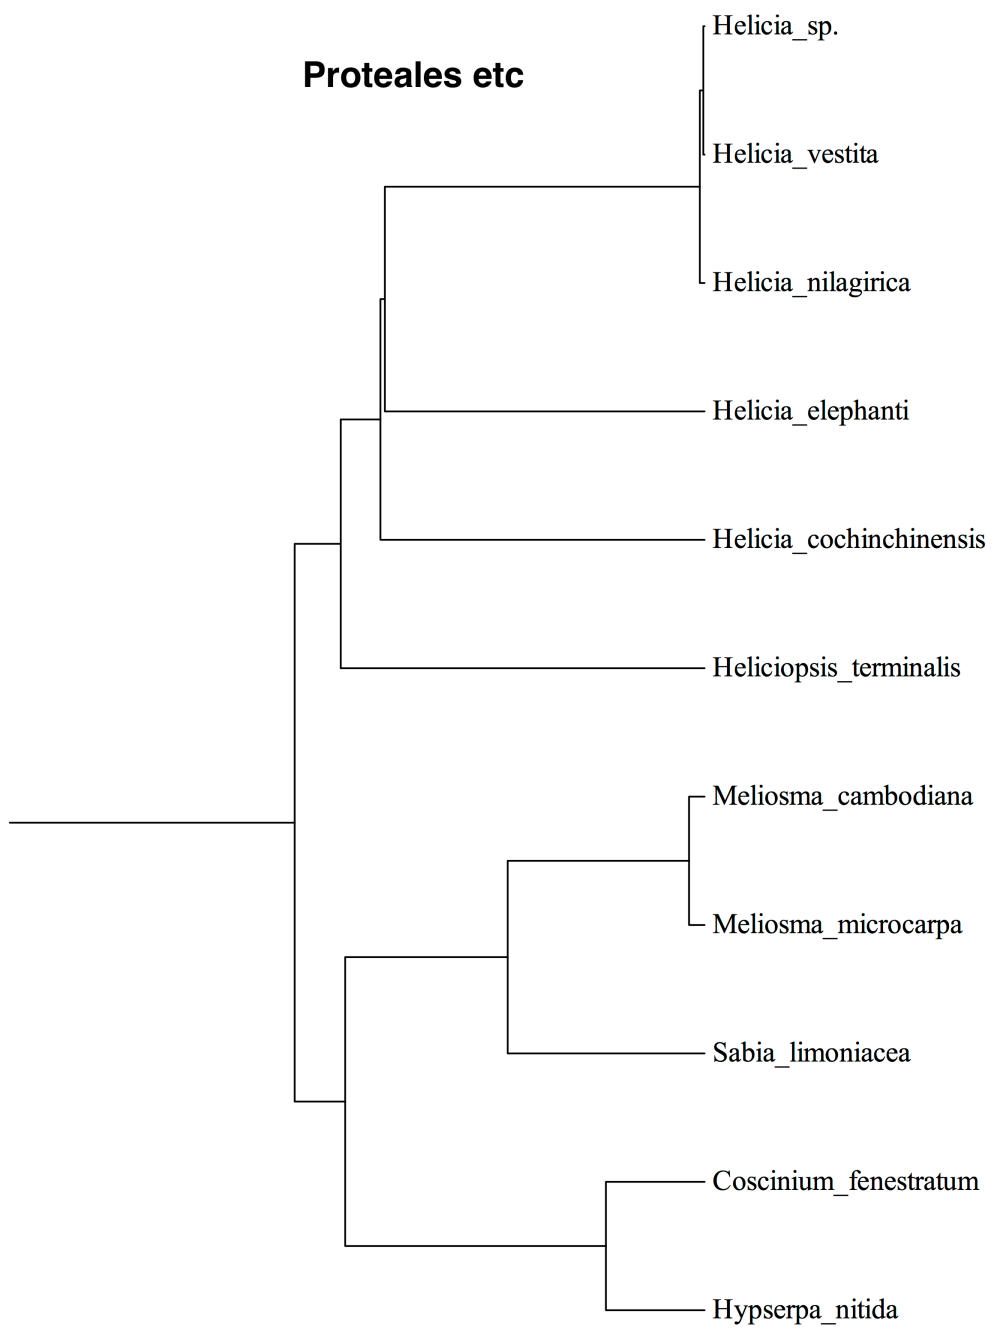 Helicia_sp.
Proteales etc
Helicia_vestita
Helicia_nilagirica
Helicia_elephanti
Helicia_cochinchinensis
Heliciopsis_terminalis
Meliosma_cambodiana
Meliosma_microcarpa
Sabia_limoniacea
Coscinium_fenestratum
Hypserpa_nitida